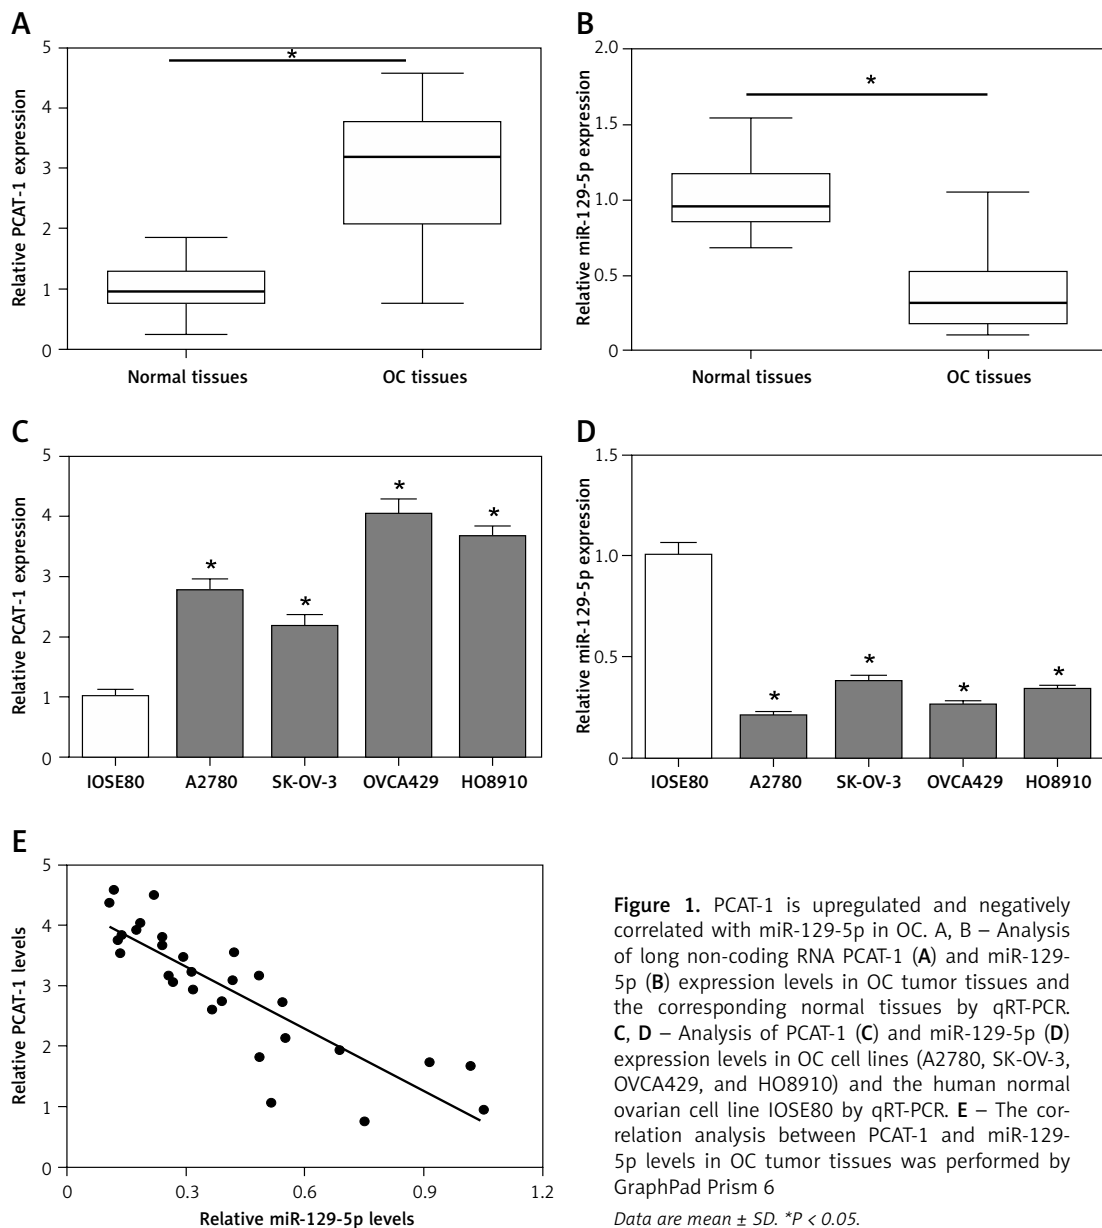 A
Relative PCAT-1 expression
5
4
3
2
1
0
*
Normal tissues
OC tissues
B
Relative miR-129-5p expression
2.0
1.5
1.0
0.5
0
*
Normal tissues
OC tissues
C
Relative PCAT-1 expression
5
4
3
2
1
0
*
*
*
*
IOSE80
A2780
SK-OV-3
OVCA429
HO8910
D
Relative miR-129-5p expression
1.5
1.0
0.5
0
*
*
*
*
IOSE80
A2780
SK-OV-3
OVCA429
HO8910
E
Relative PCAT-1 levels
5
4
3
2
1
0
0
0.3
0.6
0.9
1.2
Relative miR-129-5p levels
Figure 1. PCAT-1 is upregulated and negatively
correlated with miR-129-5p in OC. A, B – Analysis
of long non-coding RNA PCAT-1 (A) and miR-129-
5p (B) expression levels in OC tumor tissues and
the corresponding normal tissues by qRT-PCR.
C, D – Analysis of PCAT-1 (C) and miR-129-5p (D)
expression levels in OC cell lines (A2780, SK-OV-3,
OVCA429, and HO8910) and the human normal
ovarian cell line IOSE80 by qRT-PCR. E – The cor-
relation analysis between PCAT-1 and miR-129-
5p levels in OC tumor tissues was performed by
GraphPad Prism 6
Data are mean ± SD. *P < 0.05.